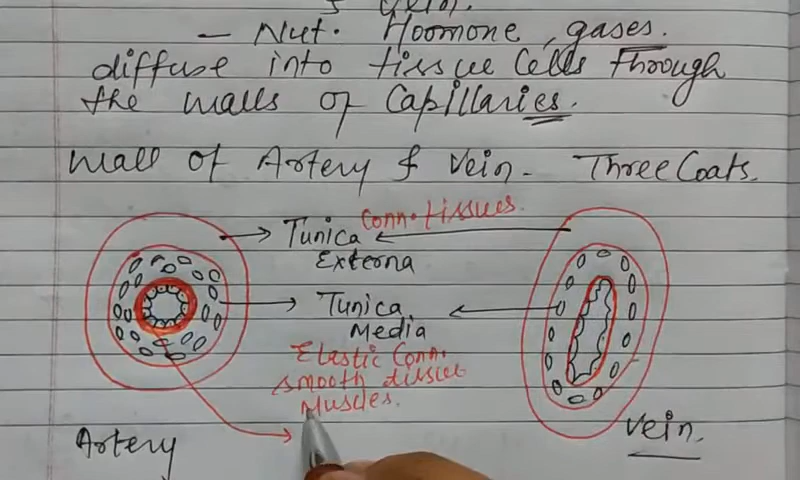 – Nut. Hoomone, gases.
diffuse into tissue Cells Through
the walls of Capillaries.
Wall of Artery & Vein. Three Coats.
Conn. tissues.
Tunica
Externa
Tunica
Media
Elastic Conn.
smooth tissue
Muscles.
Artery
Vein.